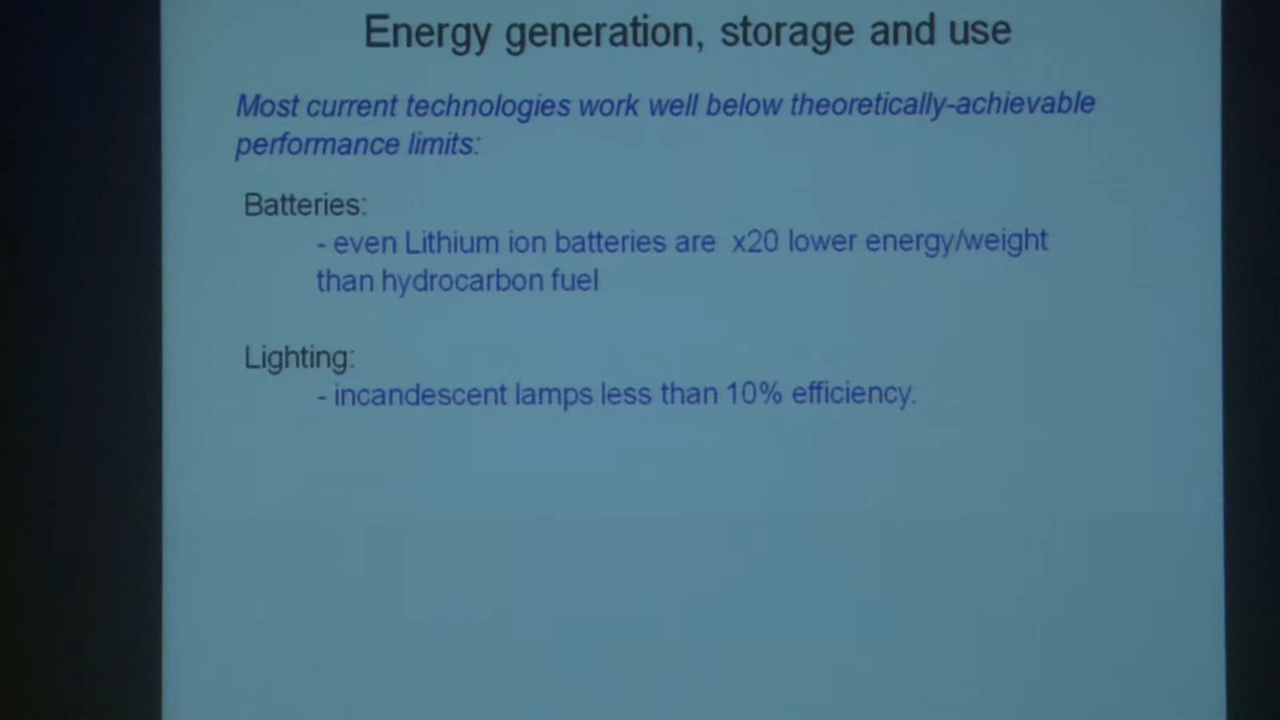 Energy generation, storage and use
Most current technologies work well below theoretically-achievable
performance limits:
Batteries:
- even Lithium ion batteries are x20 lower energy/weight
than hydrocarbon fuel
Lighting:
- incandescent lamps less than 10% efficiency.